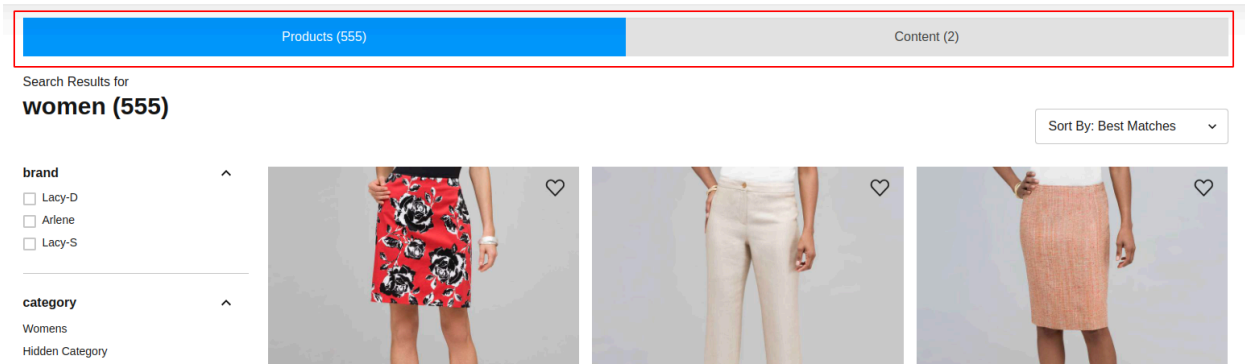 Products (555)
Content (2)
Search Results for
women (555)
Sort By: Best Matches
brand
Lacy-D
Arlene
Lacy-S
category
Womens
Hidden Category